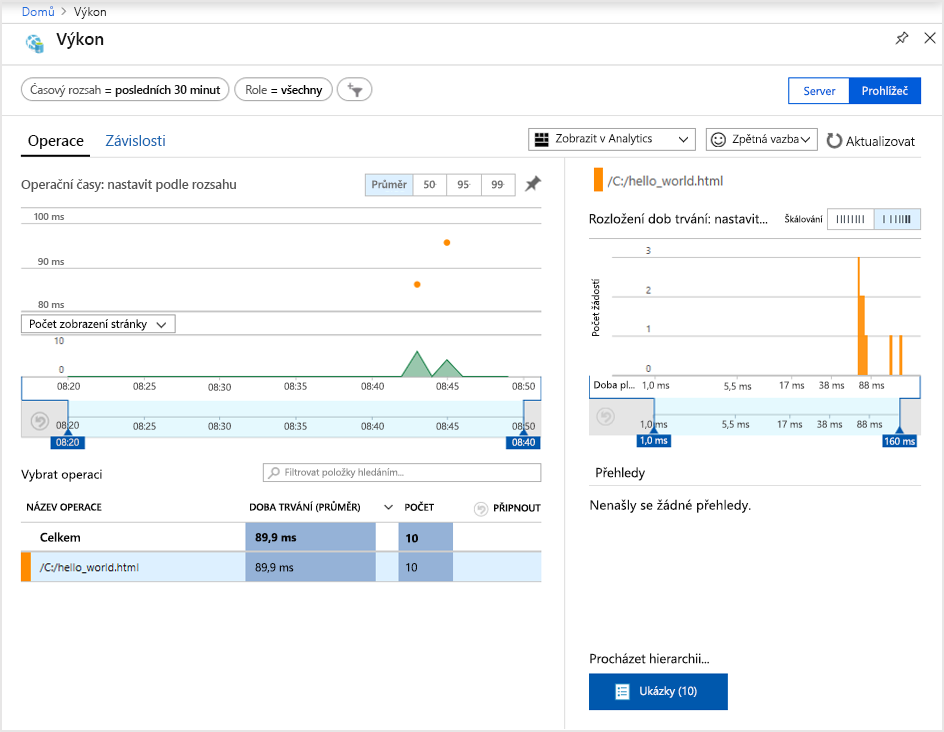 Domů > Výkon
Výkon
Časový rozsah = posledních 30 minut
Role = všechny
Server
Prohlížeč
Operace
Závislosti
Zobrazit v Analytics
Zpětná vazba
Aktualizovat
Operační časy: nastavit podle rozsahu
Průměr
50
95
99
100 ms
90 ms
80 ms
Počet zobrazení stránky
10
0
08:20 08:25 08:30 08:35 08:40 08:45 08:50
08:20 08:25 08:30 08:35 08:40 08:45 08:50
08:20
08:40
Vybrat operaci
Filtrovat položky hledáním...
NÁZEV OPERACE DOBA TRVÁNÍ (PRŮMĚR) POČET PŘIPNOUT
Celkem 89,9 ms 10
/C:/hello_world.html 89,9 ms 10
/C:/hello_world.html
Rozložení dob trvání: nastavit...
Škálování
Počet žádostí
3
2
1
0
Doba pl... 1,0 ms 5,5 ms 17 ms 38 ms 88 ms
1,0 ms 5,5 ms 17 ms 38 ms 88 ms
1,0 ms
160 ms
Přehledy
Nenašly se žádné přehledy.
Procházet hierarchii...
Ukázky (10)